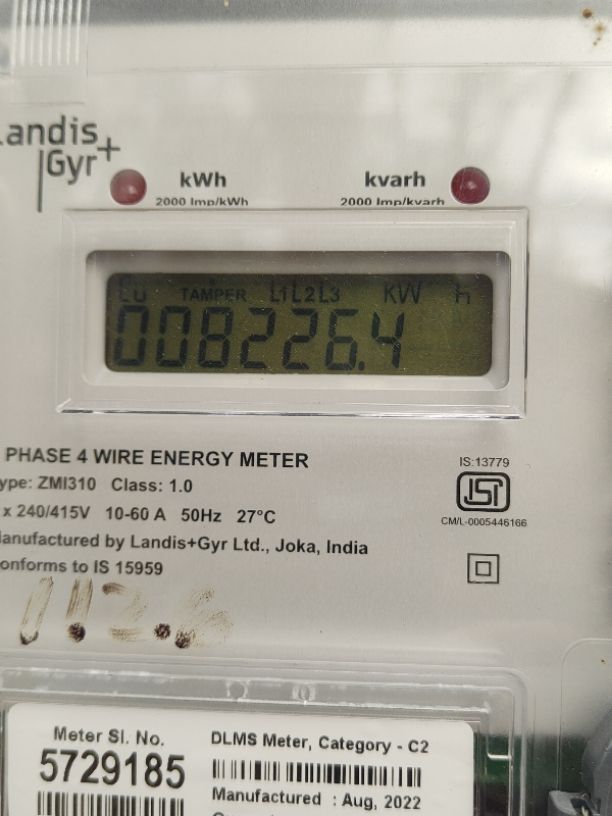 Landis+
Gyr
kWh
2000 Imp/kWh
kvarh
2000 Imp/kvarh
Cu TAMPER L1L2L3 KW h
008226.4
PHASE 4 WIRE ENERGY METER
ype: ZMI310 Class: 1.0
x 240/415V 10-60 A 50Hz 27°C
anufactured by Landis+Gyr Ltd., Joka, India
onforms to IS 15959
IS:13779
ISI
CM/L-0005446166
Meter Sl. No.
5729185
DLMS Meter, Category - C2
Manufactured : Aug, 2022